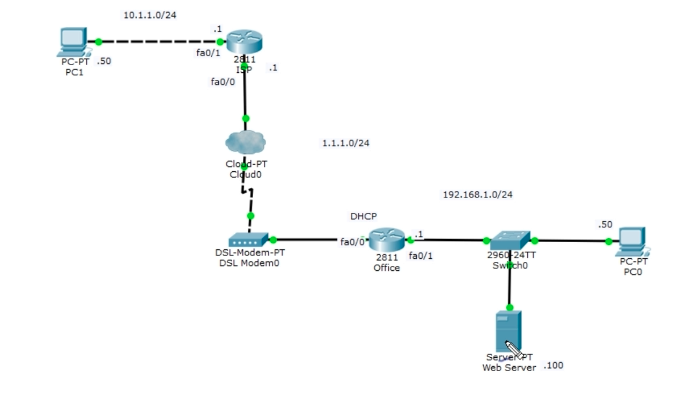 10.1.1.0/24
.1
fa0/1
PC-PT
PC1
.50
2811
ISP
.1
fa0/0
Cloud-PT
Cloud0
1.1.1.0/24
192.168.1.0/24
DHCP
.50
fa0/0
.1
DSL-Modem-PT
DSL Modem0
2811
Office
fa0/1
2960-24TT
Switch0
PC-PT
PC0
Server-PT
Web Server
.100